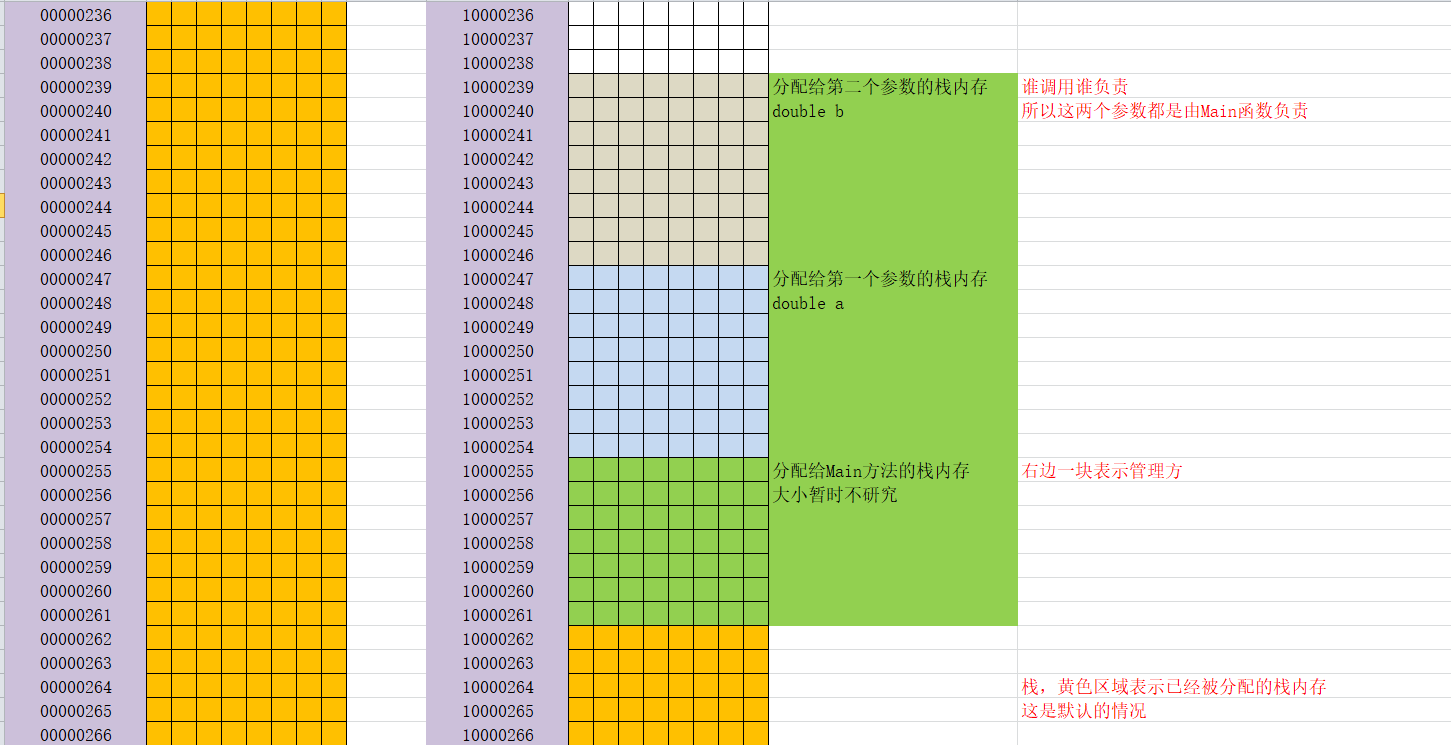 00000236 10000236
00000237 10000237
00000238 10000238
00000239 10000239 分配给第二个参数的栈内存 谁调用谁负责
00000240 10000240 double b 所以这两个参数都是由Main函数负责
00000241 10000241
00000242 10000242
00000243 10000243
00000244 10000244
00000245 10000245
00000246 10000246
00000247 10000247 分配给第一个参数的栈内存
00000248 10000248 double a
00000249 10000249
00000250 10000250
00000251 10000251
00000252 10000252
00000253 10000253
00000254 10000254
00000255 10000255 分配给Main方法的栈内存 右边一块表示管理方
00000256 10000256 大小暂时不研究
00000257 10000257
00000258 10000258
00000259 10000259
00000260 10000260
00000261 10000261
00000262 10000262
00000263 10000263
00000264 10000264 栈，黄色区域表示已经被分配的栈内存
00000265 10000265 这是默认的情况
00000266 10000266